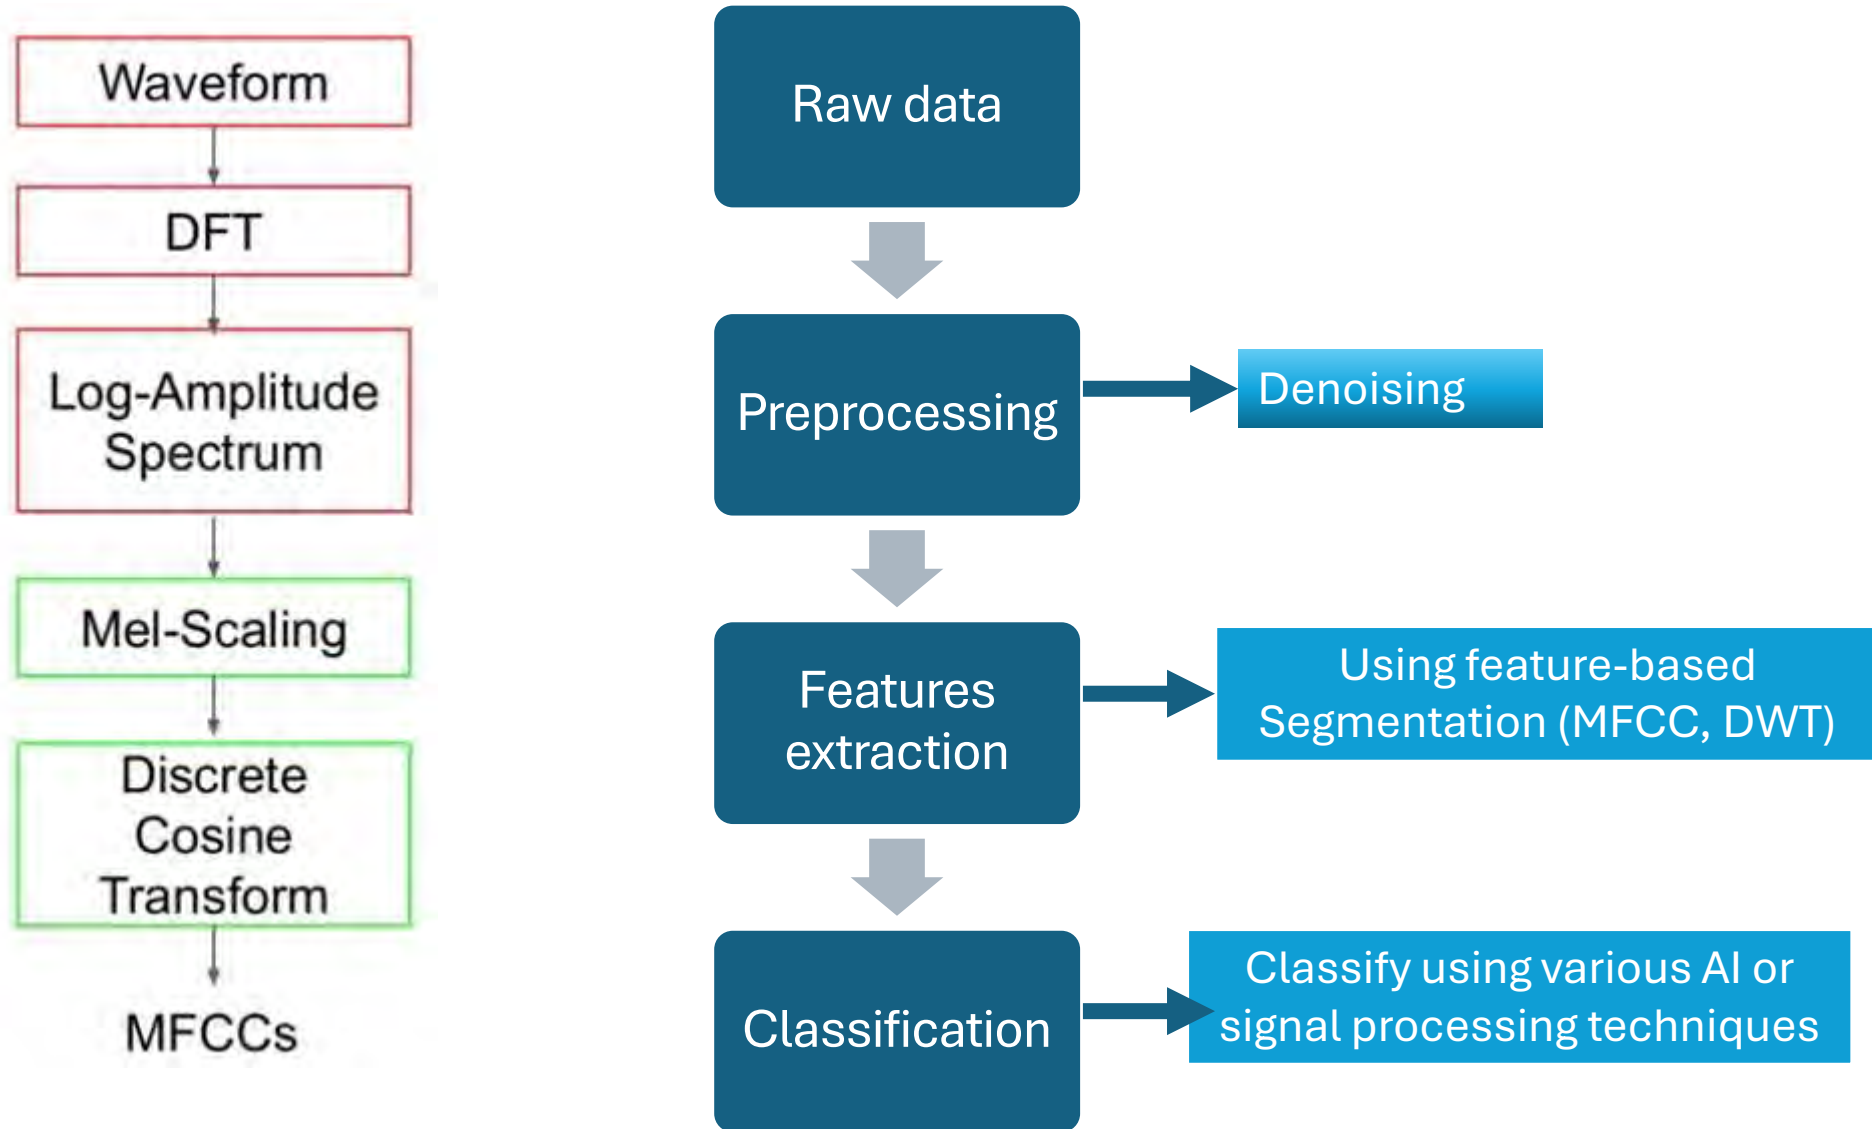 Waveform
DFT
Log-Amplitude
Spectrum
Mel-Scaling
Discrete
Cosine
Transform
MFCCs
Raw data
Preprocessing
Denoising
Features
extraction
Using feature-based
Segmentation (MFCC, DWT)
Classification
Classify using various AI or
signal processing techniques